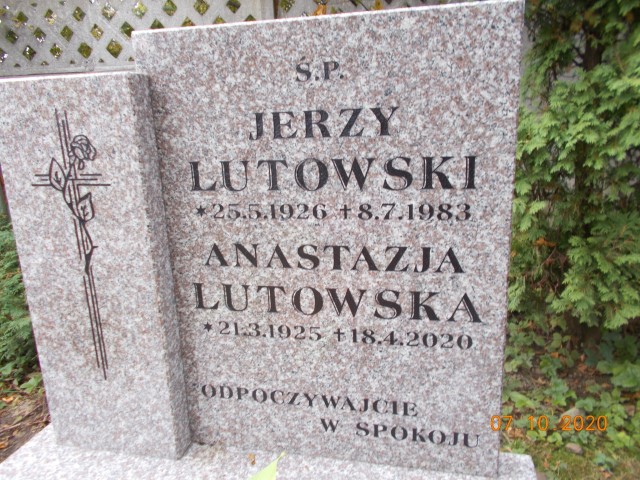 Ś.P.
JERZY
LUTOWSKI
*25.5.1926 +8.7.1983
ANASTAZJA
LUTOWSKA
*21.3.1925 +18.4.2020
ODPOCZYWAJCIE
W SPOKOJU
07.10.2020